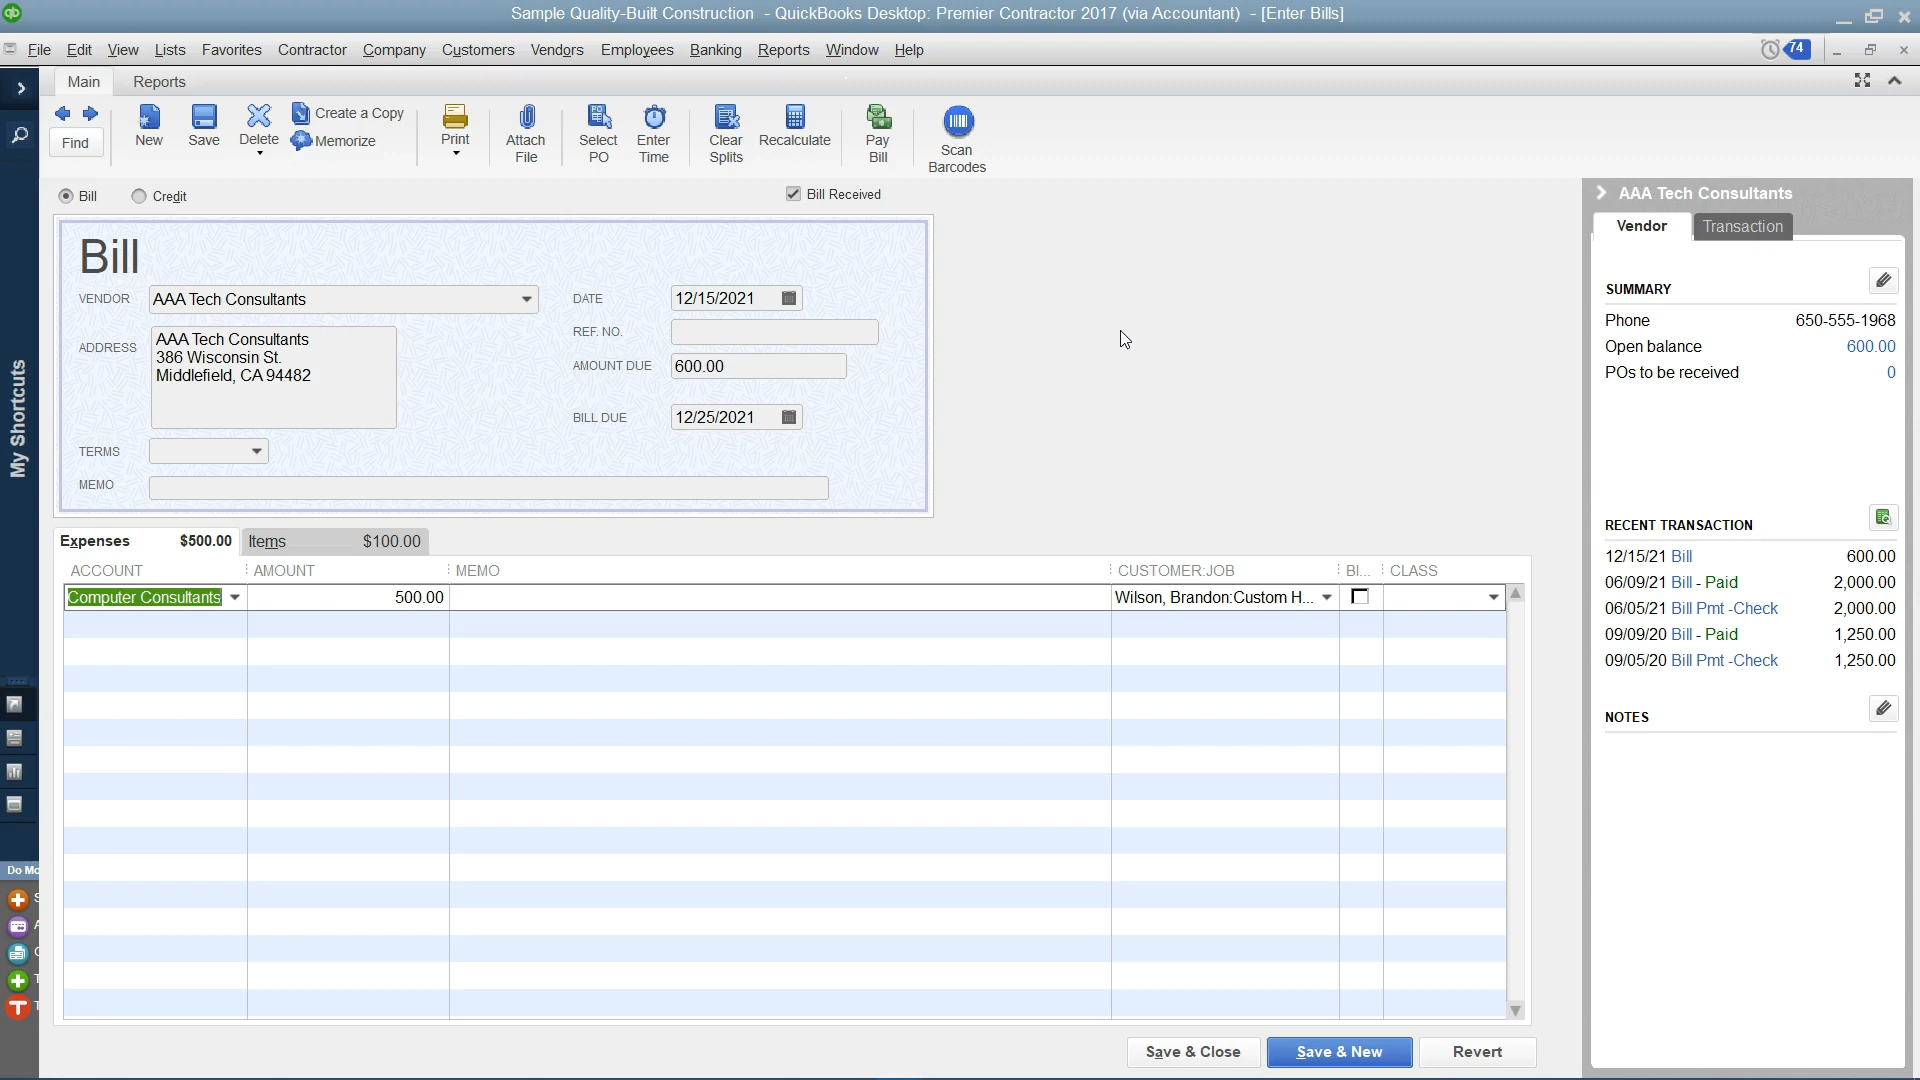 Sample Quality-Built Construction - QuickBooks Desktop: Premier Contractor 2017 (via Accountant) - [Enter Bills]
File Edit View Lists Favorites Contractor Company Customers Vendors Employees Banking Reports Window Help 74
Main Reports
Find New Save Delete Create a Copy Memorize Print Attach File Select PO Enter Time Clear Splits Recalculate Pay Bill Scan Barcodes
Bill Credit Bill Received
Bill
VENDOR AAA Tech Consultants DATE 12/15/2021
REF. NO.
ADDRESS AAA Tech Consultants
386 Wisconsin St.
Middlefield, CA 94482
AMOUNT DUE 600.00
BILL DUE 12/25/2021
TERMS
MEMO
Expenses $500.00 Items $100.00
ACCOUNT AMOUNT MEMO CUSTOMER:JOB BI... CLASS
Computer Consultants 500.00 Wilson, Brandon:Custom H...
Save & Close Save & New Revert
My Shortcuts
Do Mo
AAA Tech Consultants
Vendor Transaction
SUMMARY
Phone 650-555-1968
Open balance 600.00
POs to be received 0
RECENT TRANSACTION
12/15/21 Bill 600.00
06/09/21 Bill - Paid 2,000.00
06/05/21 Bill Pmt -Check 2,000.00
09/09/20 Bill - Paid 1,250.00
09/05/20 Bill Pmt -Check 1,250.00
NOTES